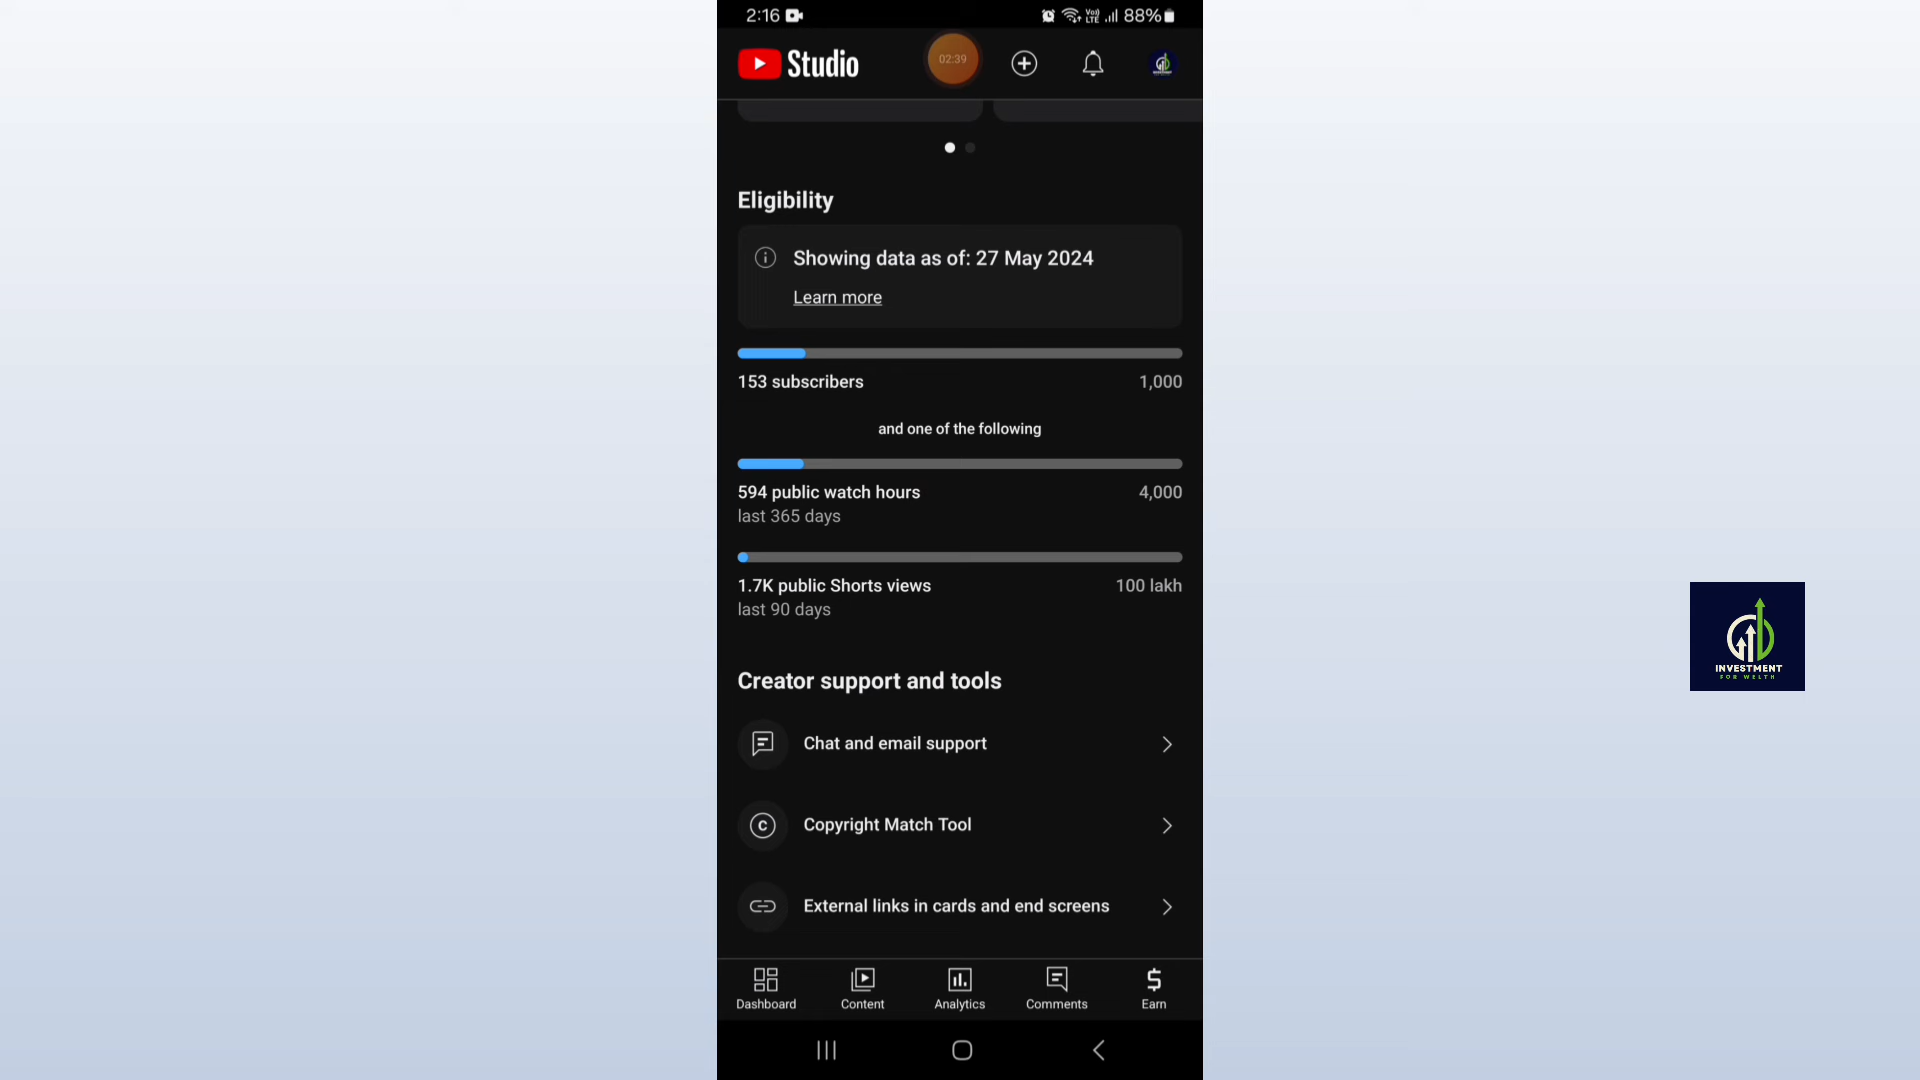 2:16
Vo))
LTE
88%
Studio
02:39
Eligibility
Showing data as of: 27 May 2024
Learn more
153 subscribers
1,000
and one of the following
594 public watch hours
4,000
last 365 days
1.7K public Shorts views
100 lakh
last 90 days
Creator support and tools
Chat and email support
Copyright Match Tool
External links in cards and end screens
Dashboard
Content
Analytics
Comments
Earn
INVESTMENT
FOR WELTH